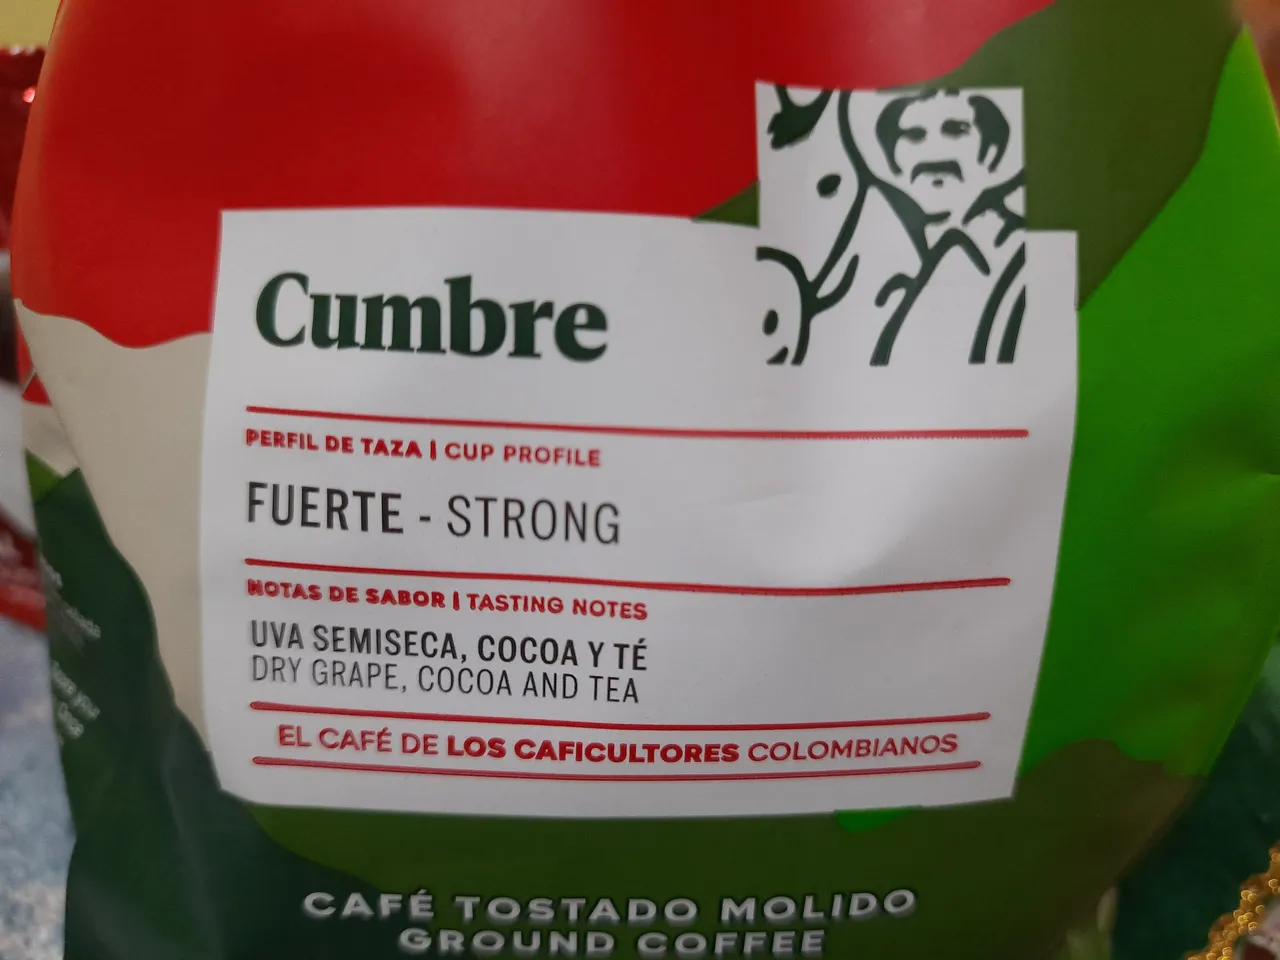 Cumbre
PERFIL DE TAZA | CUP PROFILE
FUERTE - STRONG
NOTAS DE SABOR | TASTING NOTES
UVA SEMISECA, COCOA Y TÉ
DRY GRAPE, COCOA AND TEA
EL CAFÉ DE LOS CAFICULTORES COLOMBIANOS
CAFÉ TOSTADO MOLIDO
GROUND COFFEE